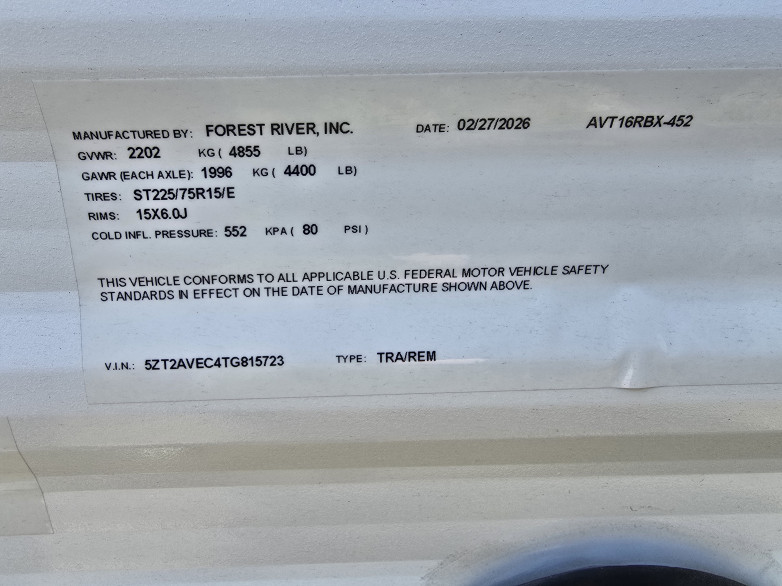 MANUFACTURED BY: FOREST RIVER, INC. DATE: 02/27/2026 AVT16RBX-452
GVWR: 2202 KG ( 4855 LB)
GAWR (EACH AXLE): 1996 KG ( 4400 LB)
TIRES: ST225/75R15/E
RIMS: 15X6.0J
COLD INFL. PRESSURE: 552 KPA ( 80 PSI )
THIS VEHICLE CONFORMS TO ALL APPLICABLE U.S. FEDERAL MOTOR VEHICLE SAFETY
STANDARDS IN EFFECT ON THE DATE OF MANUFACTURE SHOWN ABOVE.
V.I.N.: 5ZT2AVEC4TG815723 TYPE: TRA/REM